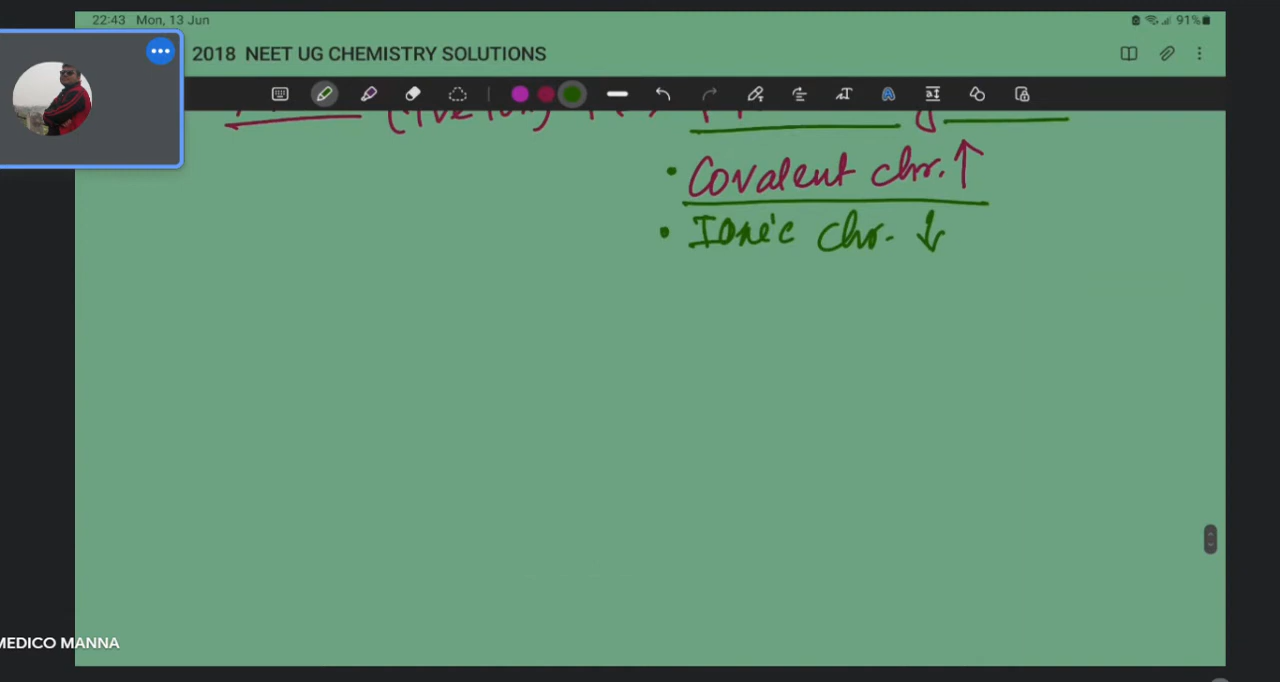 22:43 Mon, 13 Jun
91%
2018 NEET UG CHEMISTRY SOLUTIONS
• Covalent chr. ↑
• Ionic chr. ↓
MEDICO MANNA